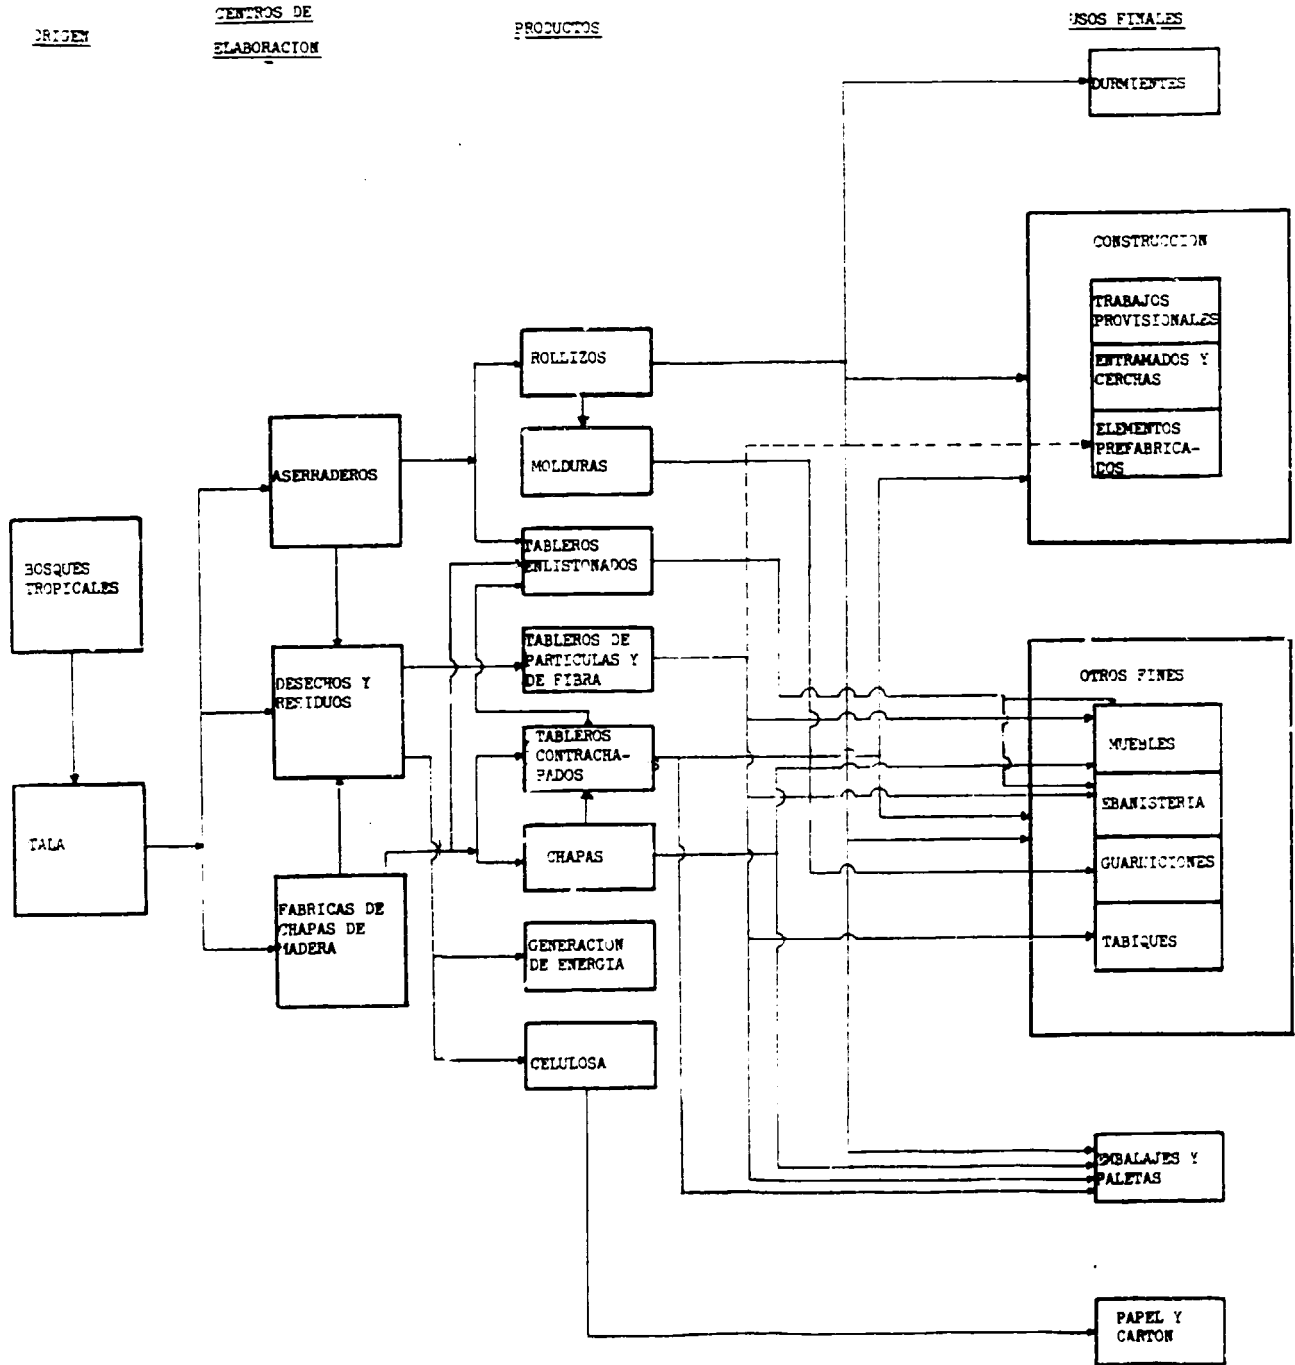 ORIGEN
CENTROS DE
ELABORACION
PRODUCTOS
USOS FINALES
BOSQUES
TROPICALES
TALA
ASERRADEROS
DESECHOS Y
RESIDUOS
FABRICAS DE
CHAPAS DE
MADERA
ROLLIZOS
MOLDURAS
TABLEROS
ENLISTONADOS
TABLEROS DE
PARTICULAS Y
DE FIBRA
TABLEROS
CONTRACHA-
PADOS
CHAPAS
GENERACION
DE ENERGIA
CELULOSA
DURMIENTES
CONSTRUCCION
TRABAJOS
PROVISIONALES
ENTRAMADOS Y
CERCHAS
ELEMENTOS
PREFABRICA-
DOS
OTROS FINES
MUEBLES
EBANISTERIA
GUARNICIONES
TABIQUES
EMBALAJES Y
PALETAS
PAPEL Y
CARTON